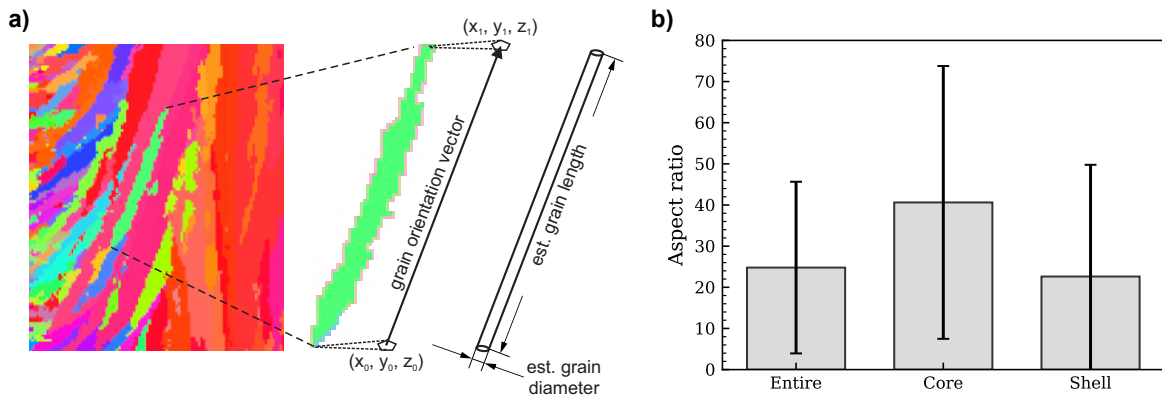 a)
(x₁, y₁, z₁)
grain orientation vector
est. grain length
(x₀, y₀, z₀)
est. grain
diameter
b)
80
70
60
50
40
30
20
10
0
Aspect ratio
Entire
Core
Shell